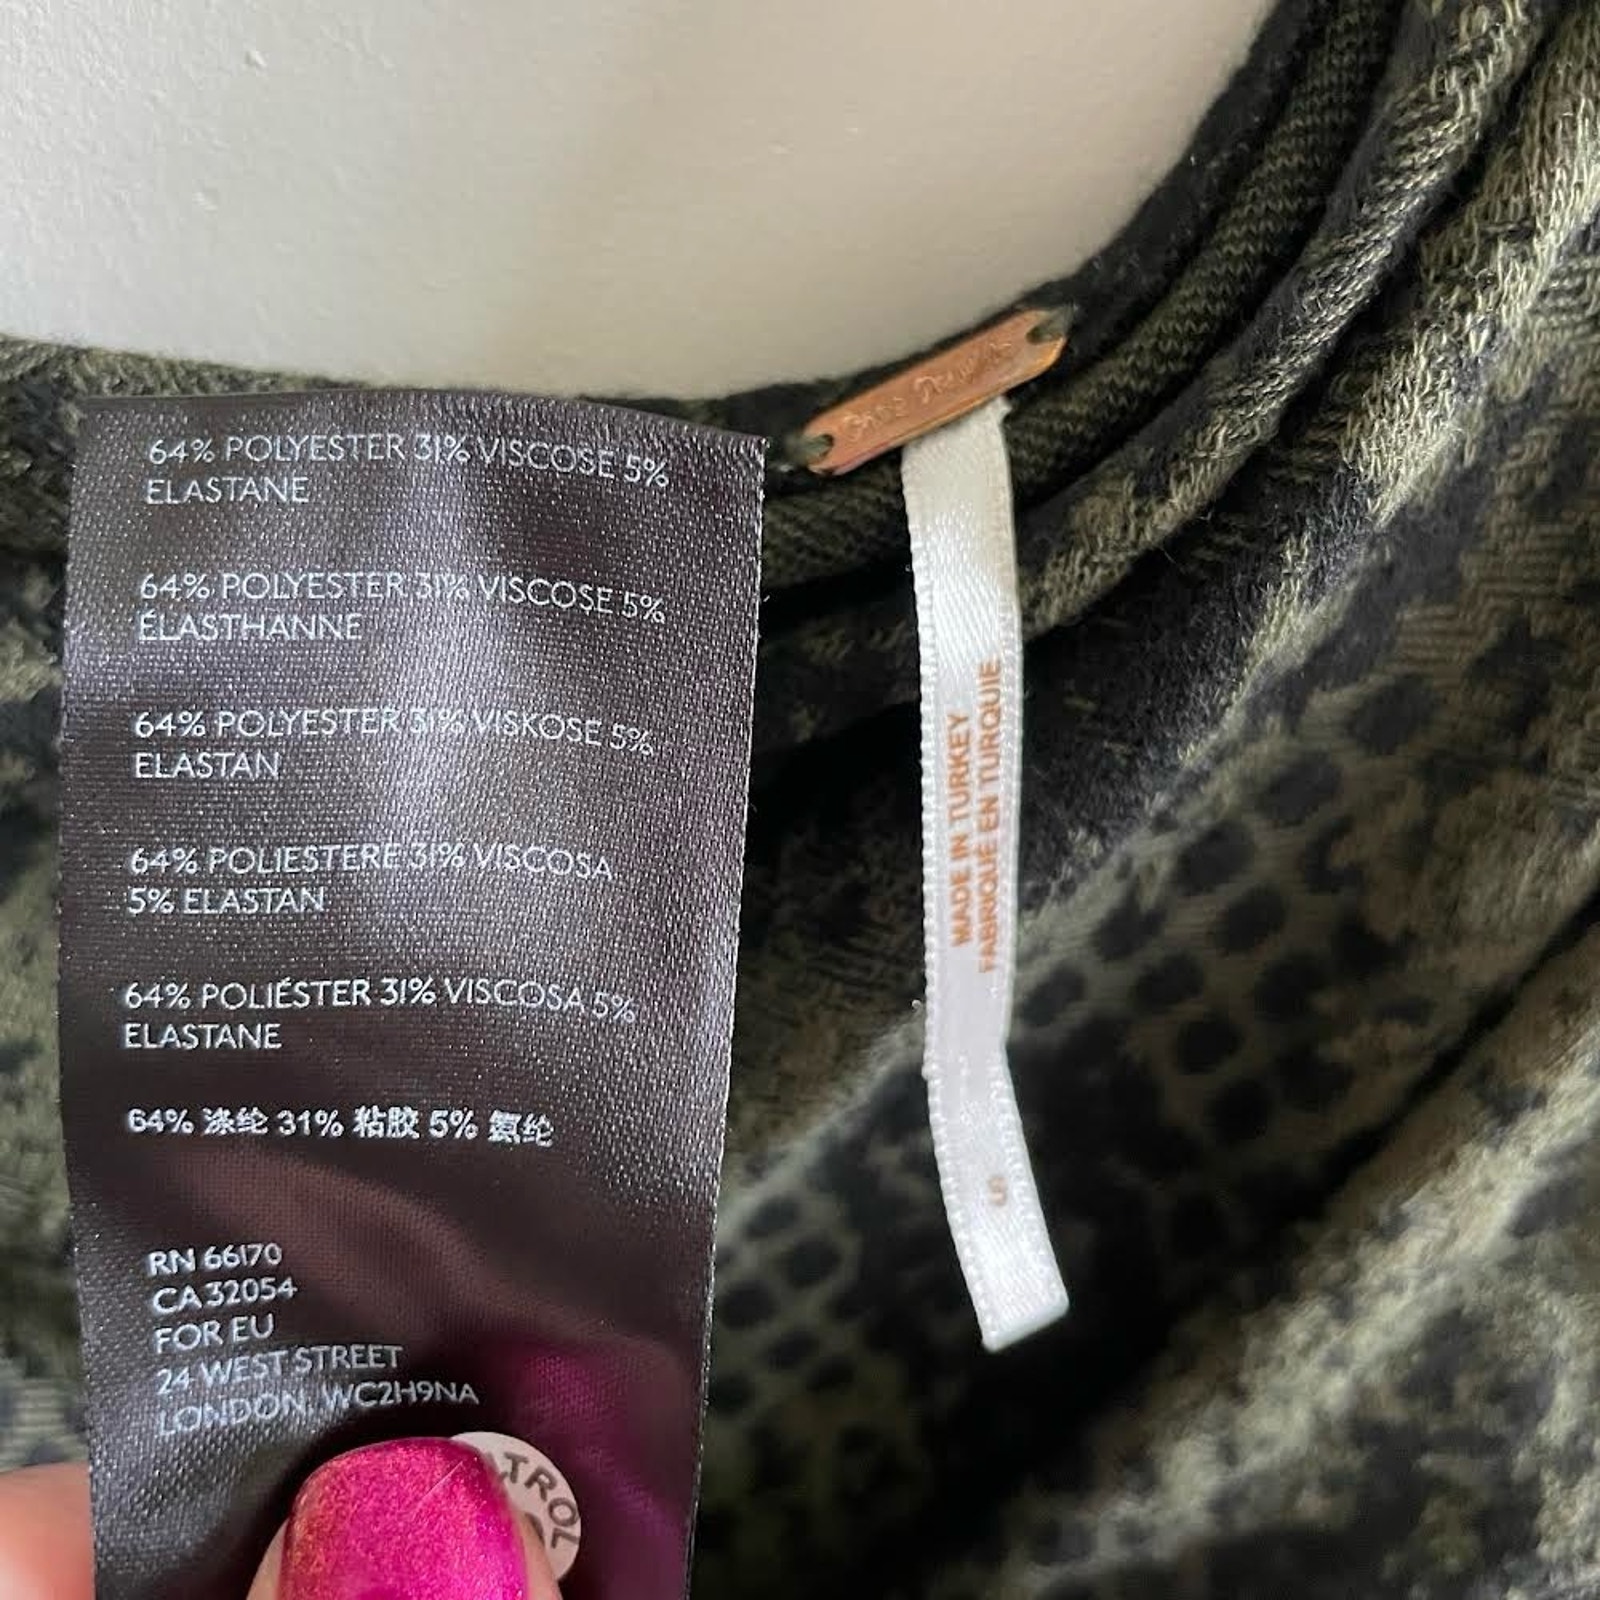 64% POLYESTER 31% VISCOSE 5%
ELASTANE
64% POLYESTER 31% VISCOSE 5%
ÉLASTHANNE
64% POLYESTER 31% VISKOSE 5%
ELASTAN
64% POLIESTERE 31% VISCOSA
5% ELASTAN
64% POLIÉSTER 31% VISCOSA 5%
ELASTANE
64% 涤纶 31% 粘胶 5% 氨纶
RN 66170
CA 32054
FOR EU
24 WEST STREET
LONDON, WC2H9NA
MADE IN TURKEY
FABRIQUÉ EN TURQUIE
S